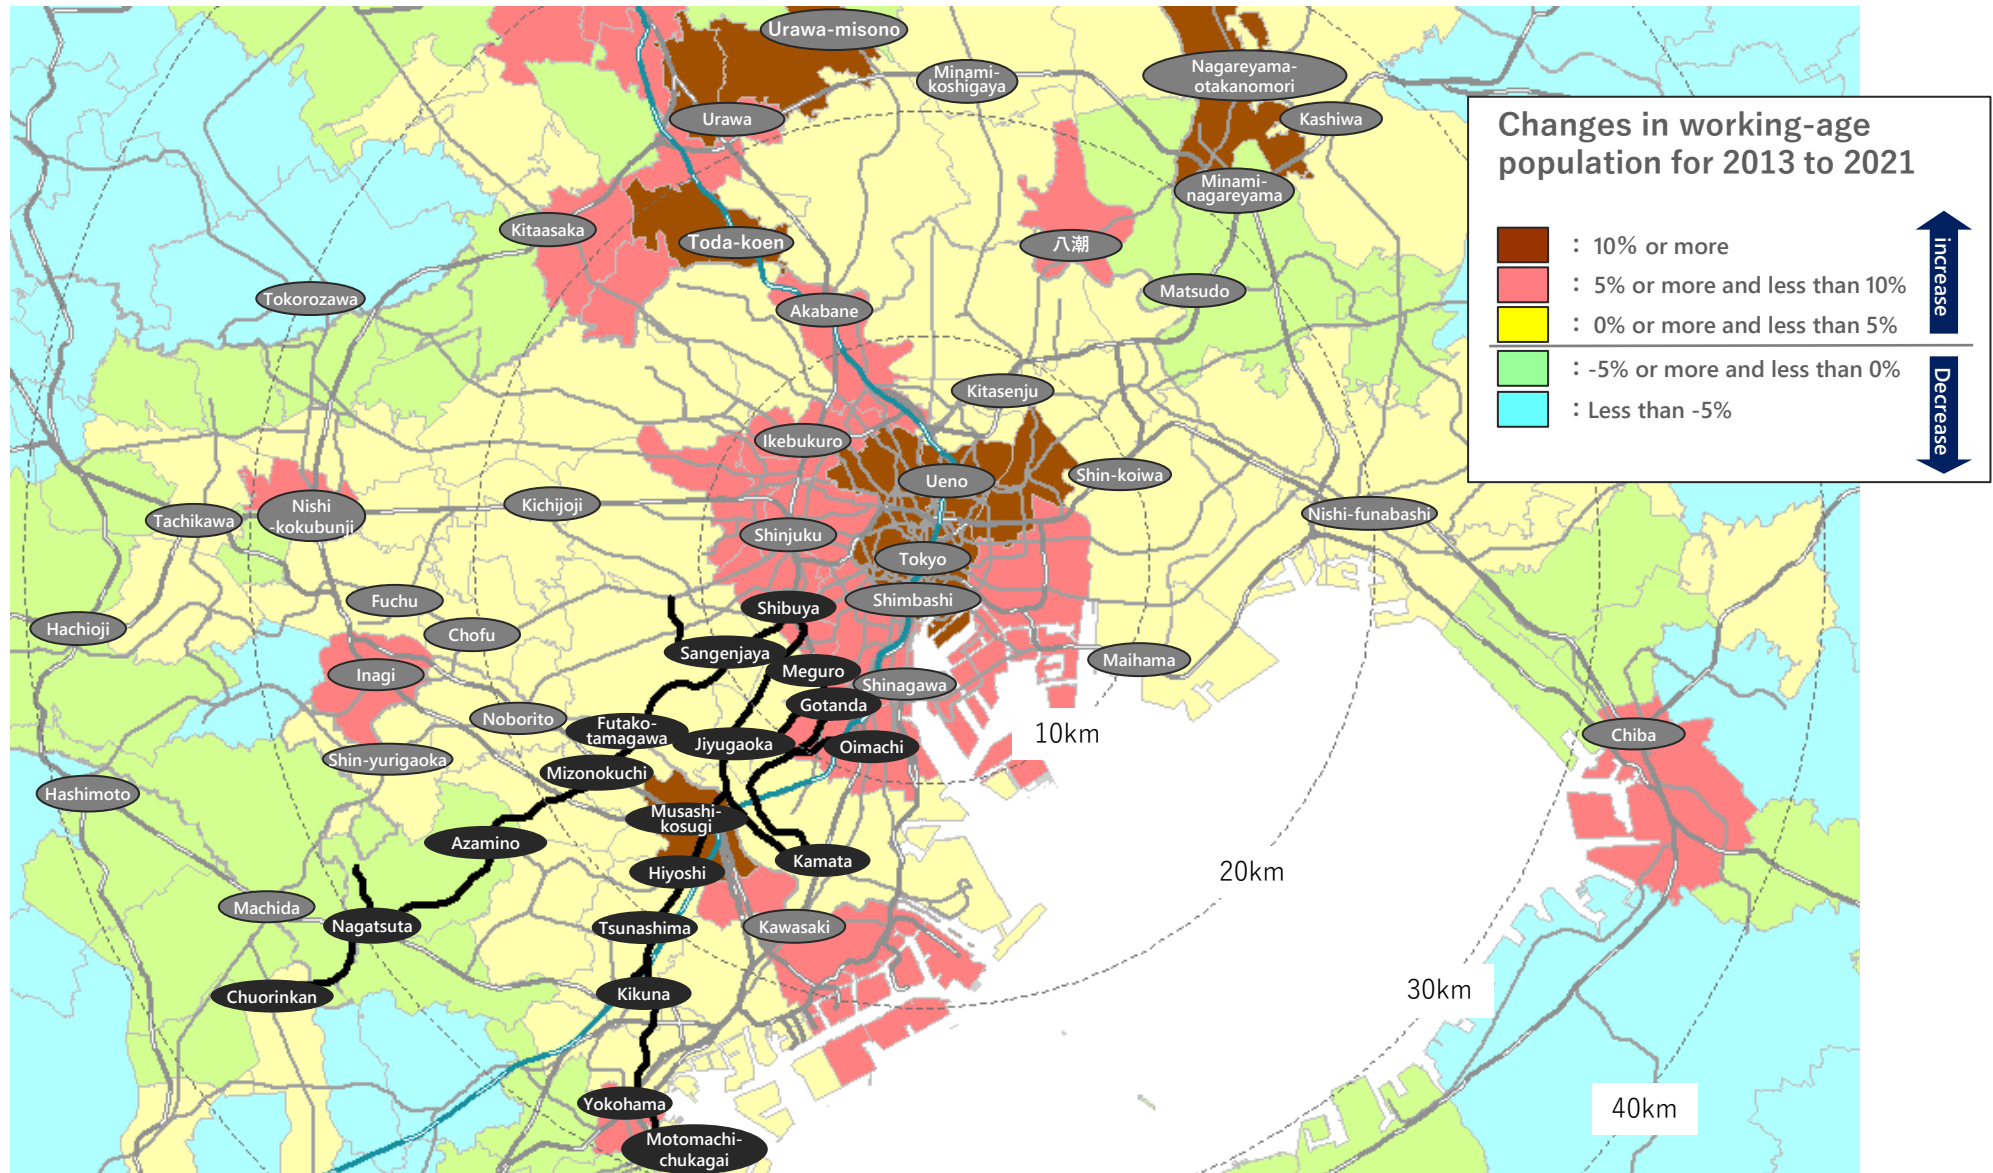 Urawa-misono
Minami-
koshigaya
Nagareyama-
otakanomori
Urawa
Kashiwa
Changes in working-age
population for 2013 to 2021
Minami-
nagareyama
Kitaasaka
Toda-koen
八潮
: 10% or more
: 5% or more and less than 10%
: 0% or more and less than 5%
increase
: -5% or more and less than 0%
: Less than -5%
Decrease
Tokorozawa
Matsudo
Akabane
Kitasenju
Ikebukuro
Ueno
Shin-koiwa
Nishi
-kokubunji
Tachikawa
Kichijoji
Nishi-funabashi
Shinjuku
Tokyo
Fuchu
Shibuya
Shimbashi
Hachioji
Chofu
Sangenjaya
Meguro
Maihama
Inagi
Shinagawa
Gotanda
Noborito
Futako-
tamagawa
Jiyugaoka
Oimachi
10km
Chiba
Shin-yurigaoka
Mizonokuchi
Hashimoto
Musashi-
kosugi
Azamino
Kamata
Hiyoshi
20km
Machida
Nagatsuta
Tsunashima
Kawasaki
Chuorinkan
Kikuna
30km
Yokohama
40km
Motomachi-
chukagai